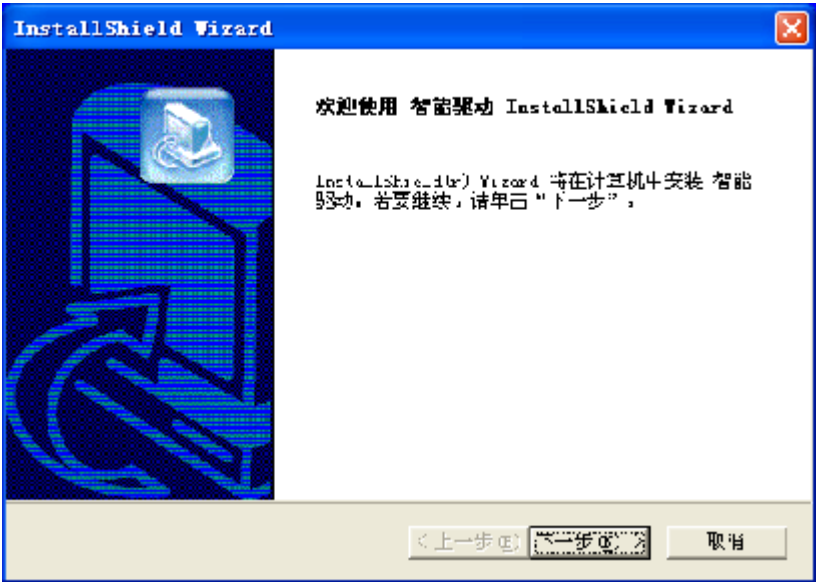 InstallShield Wizard
欢迎使用 智能驱动 InstallShield Wizard
InstallShield(r) Wizard 将在计算机中安装 智能
驱动。若要继续，请单击“下一步”。
<上一步(B)
下一步(N)>
取消